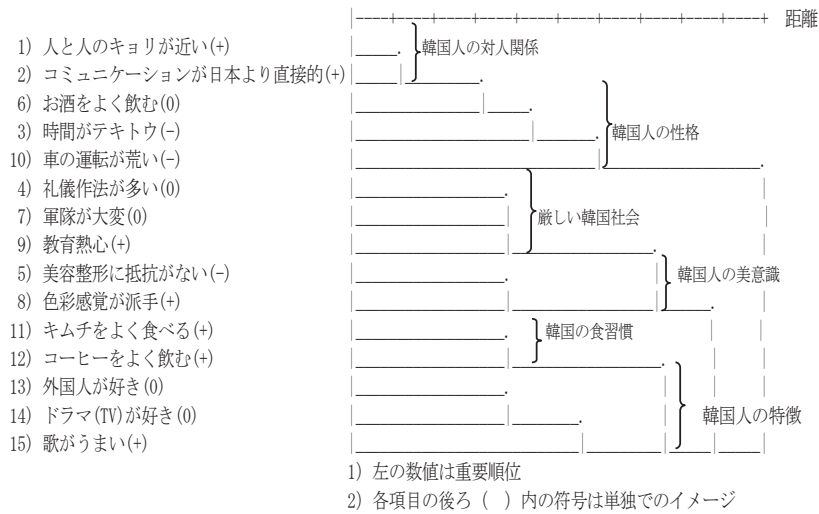 |----+----+----+----+----+----+----+----+----+----+ 距離
1) 人と人のキョリが近い(+)
韓国人の対人関係
2) コミュニケーションが日本より直接的(+)
6) お酒をよく飲む(0)
3) 時間がテキトウ(-)
韓国人の性格
10) 車の運転が荒い(-)
4) 礼儀作法が多い(0)
7) 軍隊が大変(0)
厳しい韓国社会
9) 教育熱心(+)
5) 美容整形に抵抗がない(-)
韓国人の美意識
8) 色彩感覚が派手(+)
11) キムチをよく食べる(+)
韓国の食習慣
12) コーヒーをよく飲む(+)
13) 外国人が好き(0)
14) ドラマ(TV)が好き(0)
韓国人の特徴
15) 歌がうまい(+)
1) 左の数値は重要順位
2) 各項目の後ろ ( ) 内の符号は単独でのイメージ